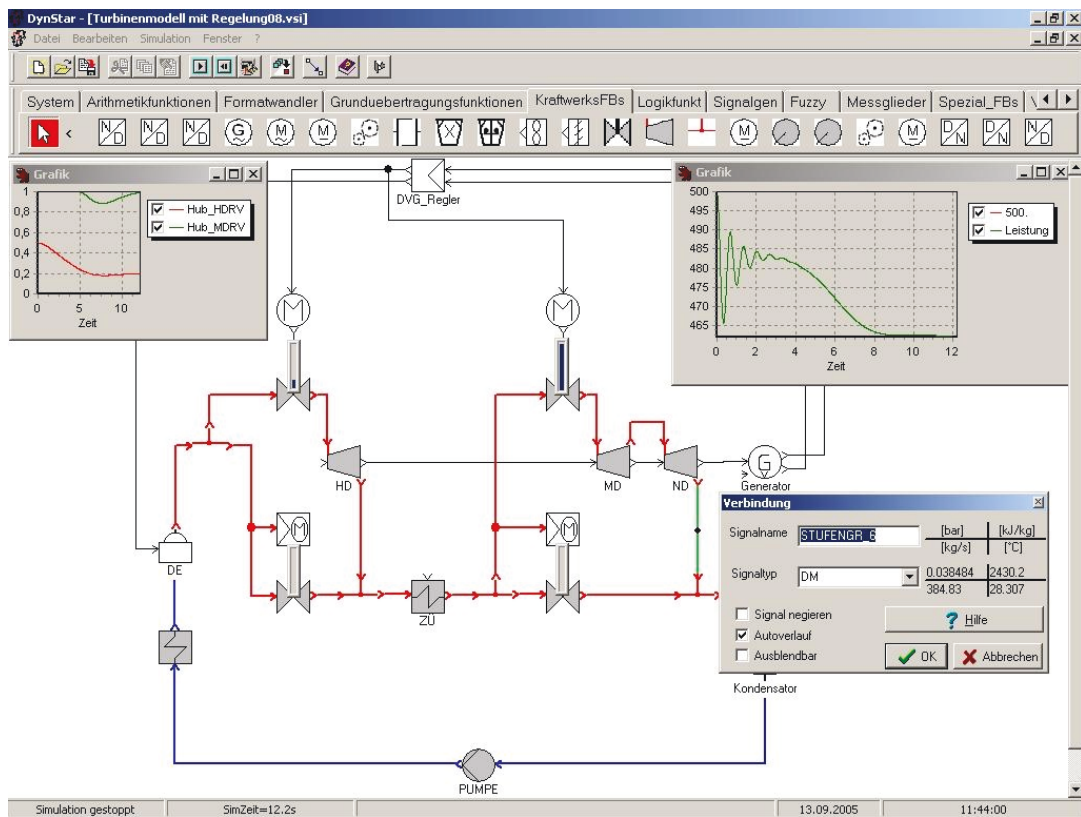 DynStar - [Turbinenmodell mit Regelung08.vsi]
Datei Bearbeiten Simulation Fenster ?
System Arithmetikfunktionen Formatwandler Grunduebertragungsfunktionen KraftwerksFBs Logikfunkt Signalgen Fuzzy Messglieder Spezial_FBs
N/D N/D N/D G M M M M D/N D/N N/D
Grafik
1
0,8
0,6
0,4
0,2
0
0 5 10
Zeit
Hub_HDRV
Hub_MDRV
DVG_Regler
Grafik
500
495
490
485
480
475
470
465
0 2 4 6 8 10 12
Zeit
500.
Leistung
M
M
HD
MD
ND
G
Generator
M
M
DE
ZÜ
Verbindung
Signalname STUFENGR_6 [bar] [kJ/kg]
[kg/s] [°C]
Signaltyp DM 0.038484 2430.2
384.83 28.307
Signal negieren
Autoverlauf
Ausblendbar
? Hilfe
OK
Abbrechen
Kondensator
PUMPE
Simulation gestoppt SimZeit=12.2s 13.09.2005 11:44:00